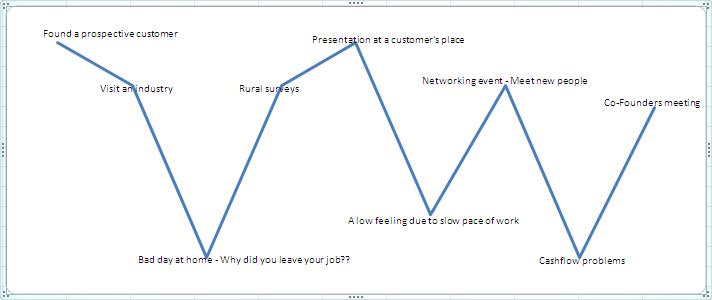 Found a prospective customer
Visit an industry
Bad day at home - Why did you leave your job??
Rural surveys
Presentation at a customer's place
A low feeling due to slow pace of work
Networking event - Meet new people
Cashflow problems
Co-Founders meeting